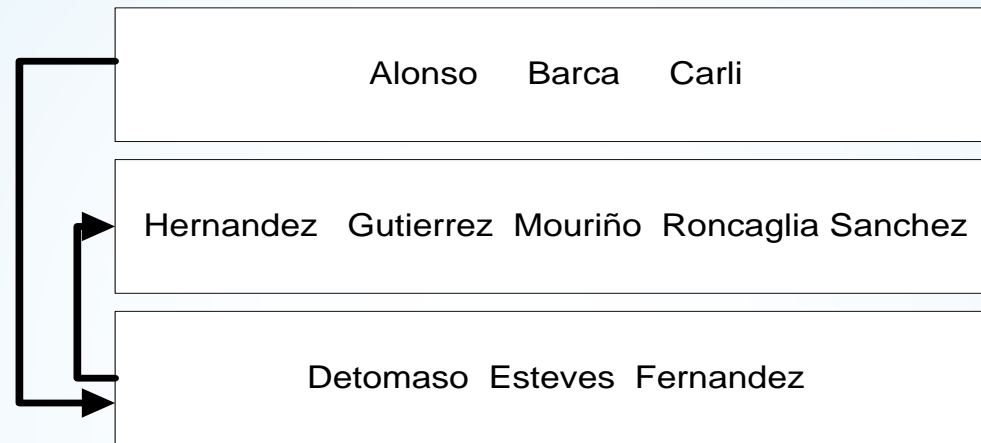 Alonso Barca Carli
Hernandez Gutierrez Mouriño Roncaglia Sanchez
Detomaso Esteves Fernandez